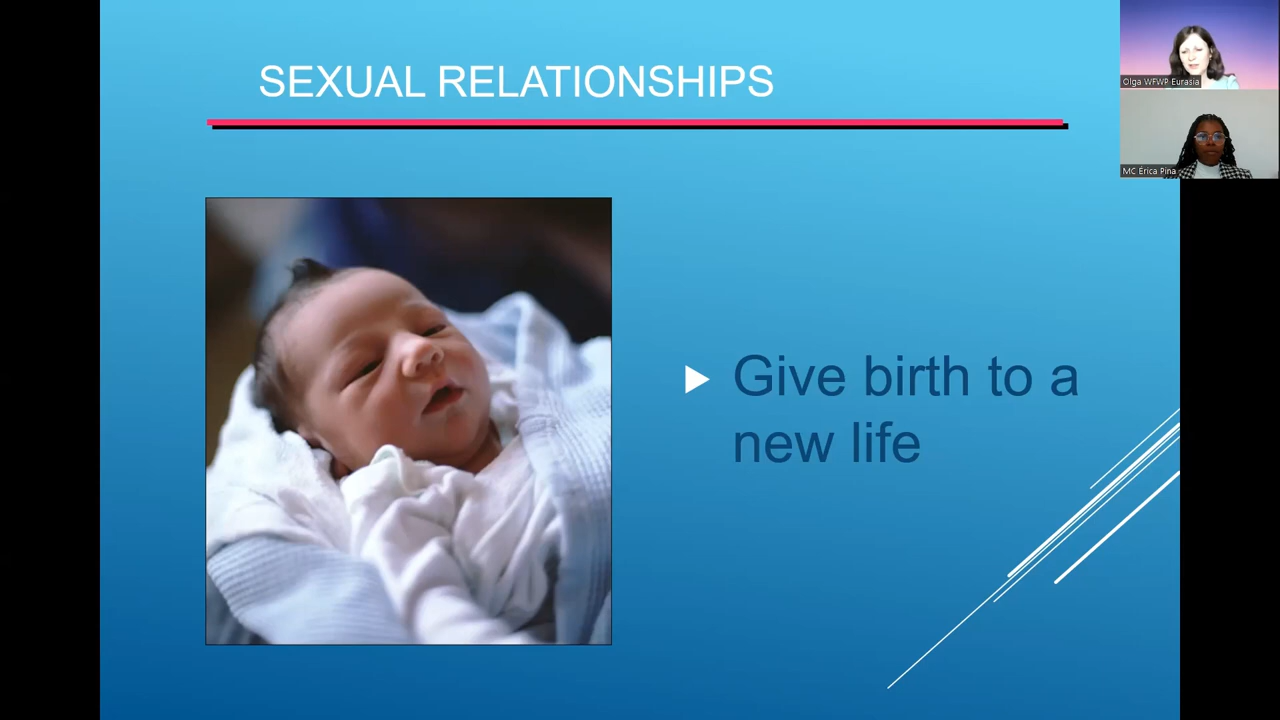 SEXUAL RELATIONSHIPS
Olga WFWP Eurasia
MC Érica Pina
Give birth to a
new life